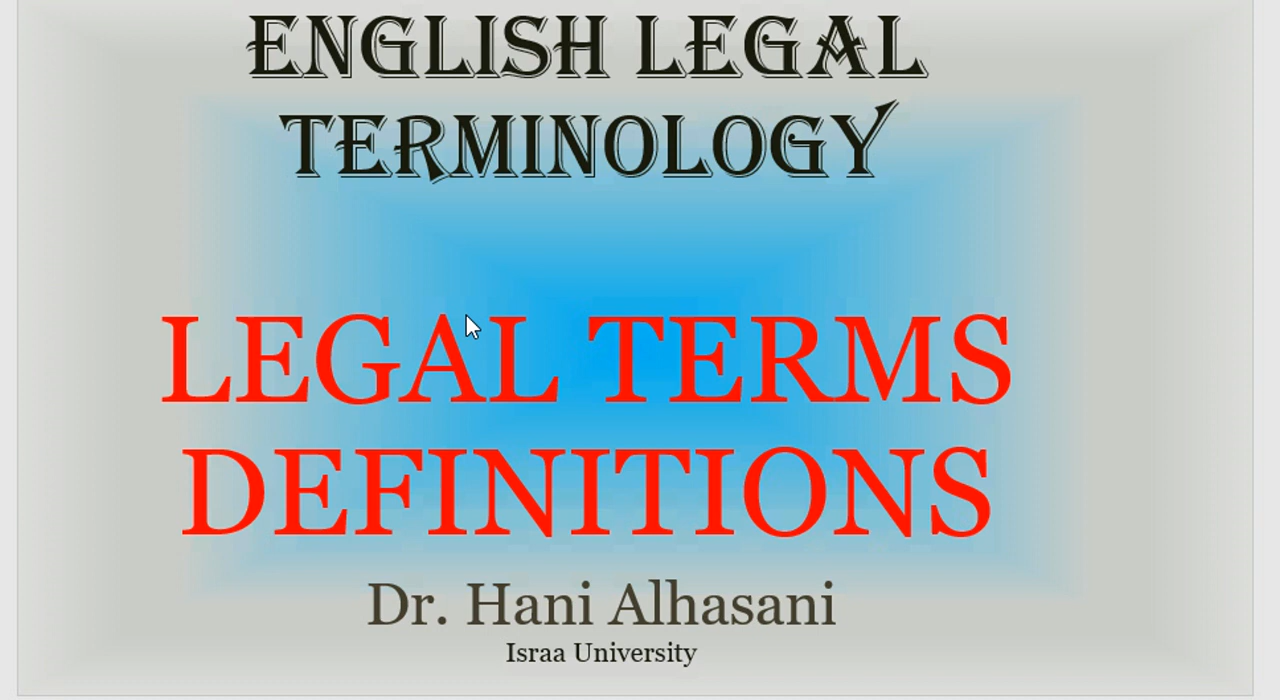 ENGLISH LEGAL
TERMINOLOGY
LEGAL TERMS
DEFINITIONS
Dr. Hani Alhasani
Israa University